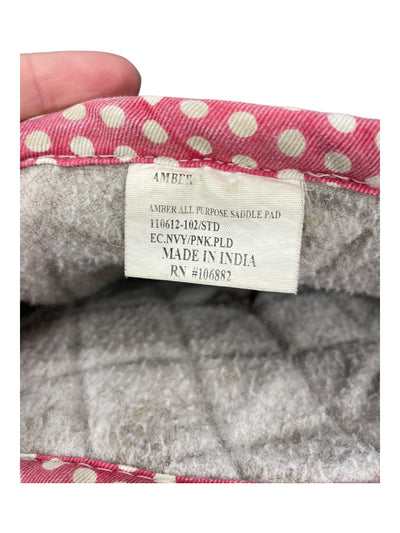 AMBER
AMBER ALL PURPOSE SADDLE PAD
110612-102/STD
EC.NVY/PNK.PLD
MADE IN INDIA
RN #106882